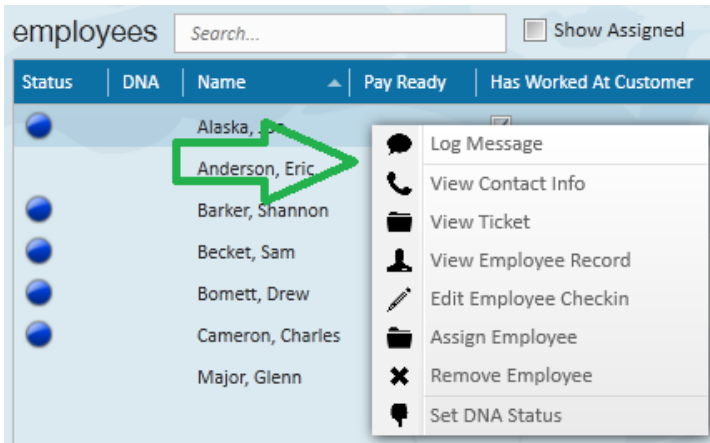 employees Search... Show Assigned
Status DNA Name Pay Ready Has Worked At Customer
Alaska,
Anderson, Eric
Barker, Shannon
Becket, Sam
Bomett, Drew
Cameron, Charles
Major, Glenn
Log Message
View Contact Info
View Ticket
View Employee Record
Edit Employee Checkin
Assign Employee
Remove Employee
Set DNA Status